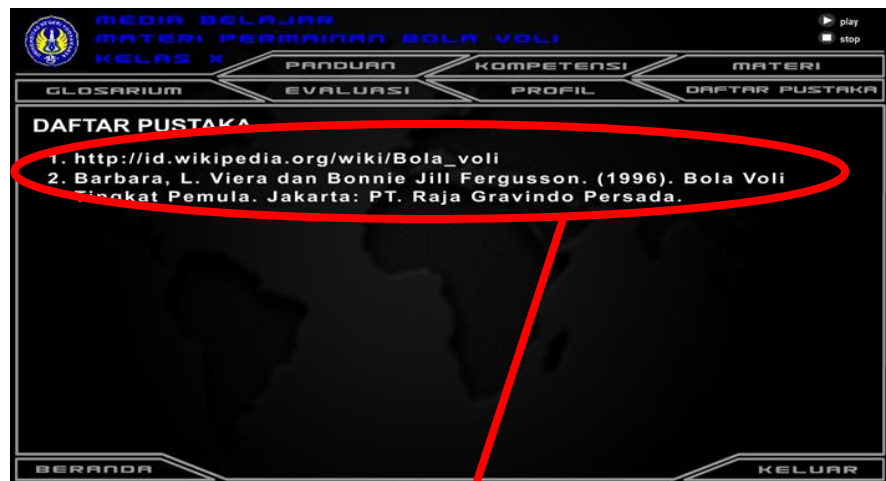 MEDIA BELAJAR
MATERI PERMAINAN BOLA VOLI
KELAS X
play
stop
PANDUAN
KOMPETENSI
MATERI
GLOSARIUM
EVALUASI
PROFIL
DAFTAR PUSTAKA
DAFTAR PUSTAKA
1. http://id.wikipedia.org/wiki/Bola_voli
2. Barbara, L. Viera dan Bonnie Jill Fergusson. (1996). Bola Voli
Tingkat Pemula. Jakarta: PT. Raja Gravindo Persada.
BERANDA
KELUAR